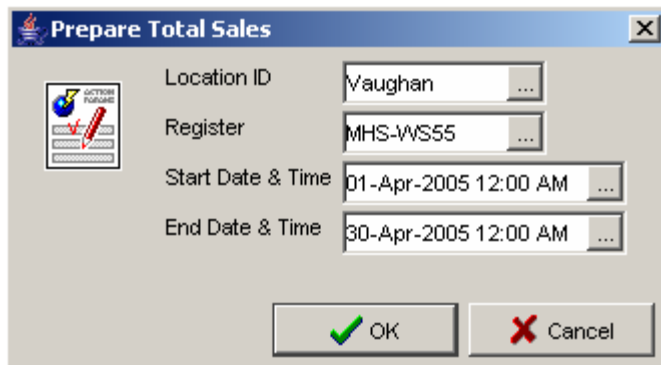 Prepare Total Sales
Location ID Vaughan ...
Register MHS-WS55 ...
Start Date & Time 01-Apr-2005 12:00 AM ...
End Date & Time 30-Apr-2005 12:00 AM ...
OK Cancel